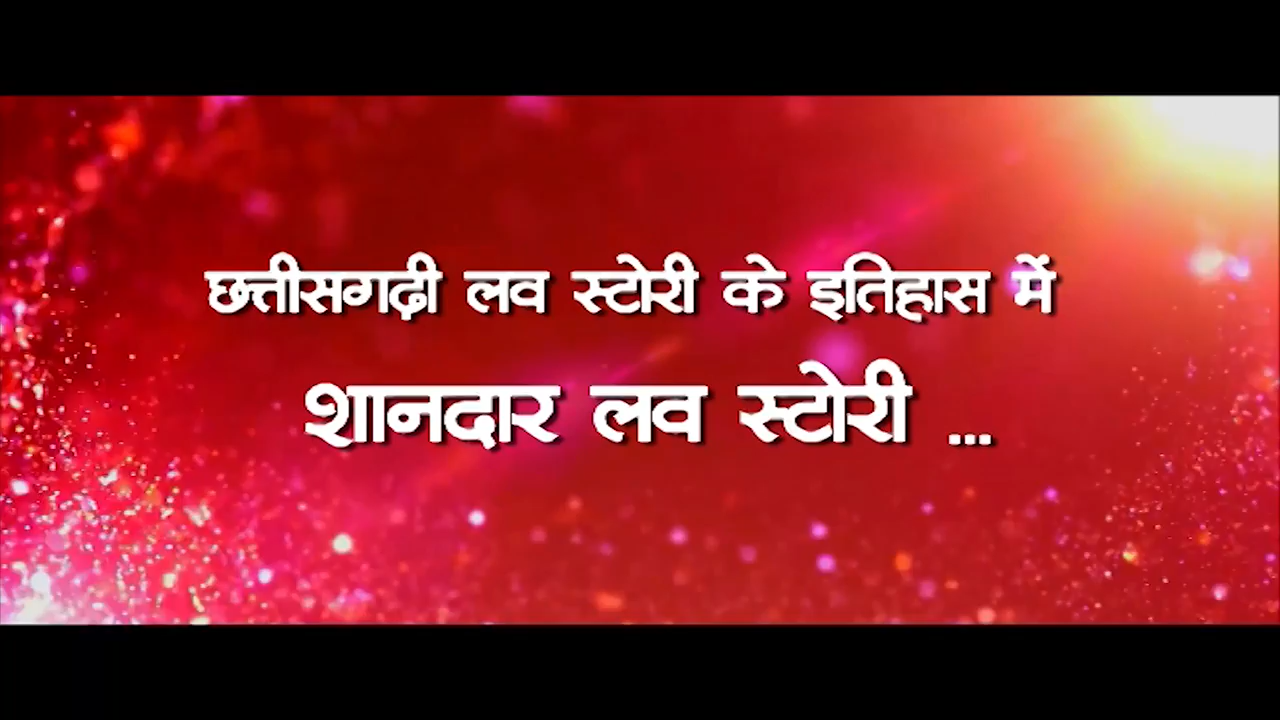 छत्तीसगढ़ी लव स्टोरी के इतिहास में
शानदार लव स्टोरी ...